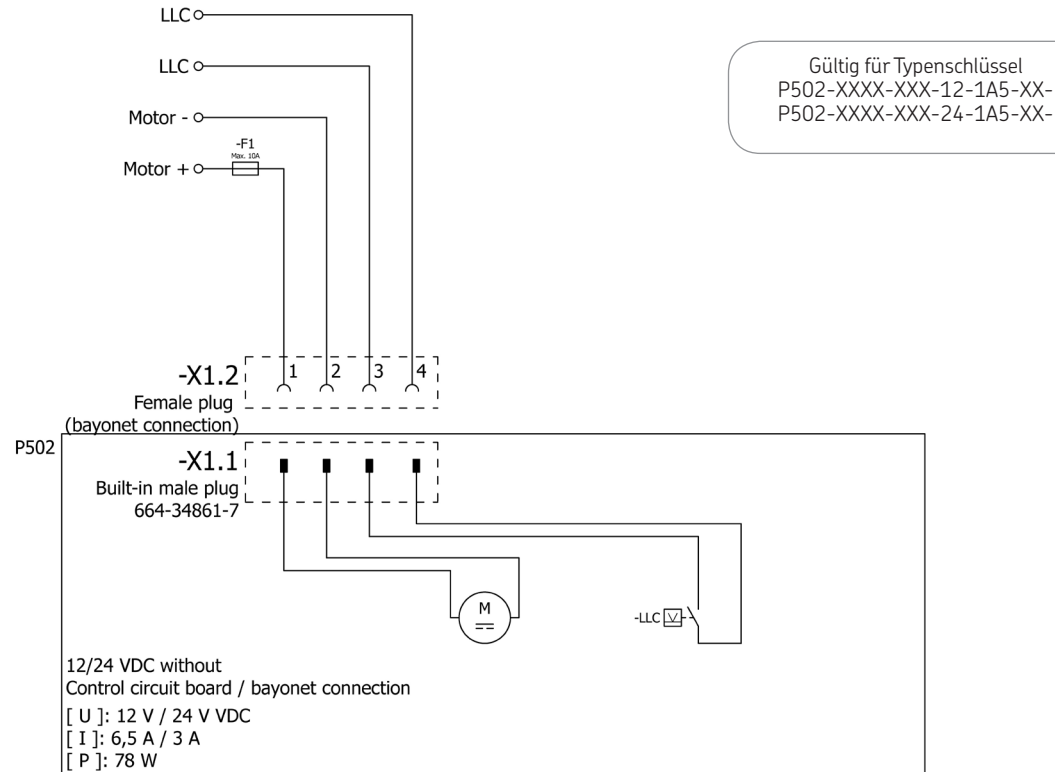 LLC
Gültig für Typenschlüssel
P502-XXXX-XXX-12-1A5-XX-
P502-XXXX-XXX-24-1A5-XX-
LLC
Motor -
-F1
Max. 10A
Motor +
-X1.2
1 2 3 4
Female plug
(bayonet connection)
P502
-X1.1
Built-in male plug
664-34861-7
M
-LLC
12/24 VDC without
Control circuit board / bayonet connection
[ U ]: 12 V / 24 V VDC
[ I ]: 6,5 A / 3 A
[ P ]: 78 W